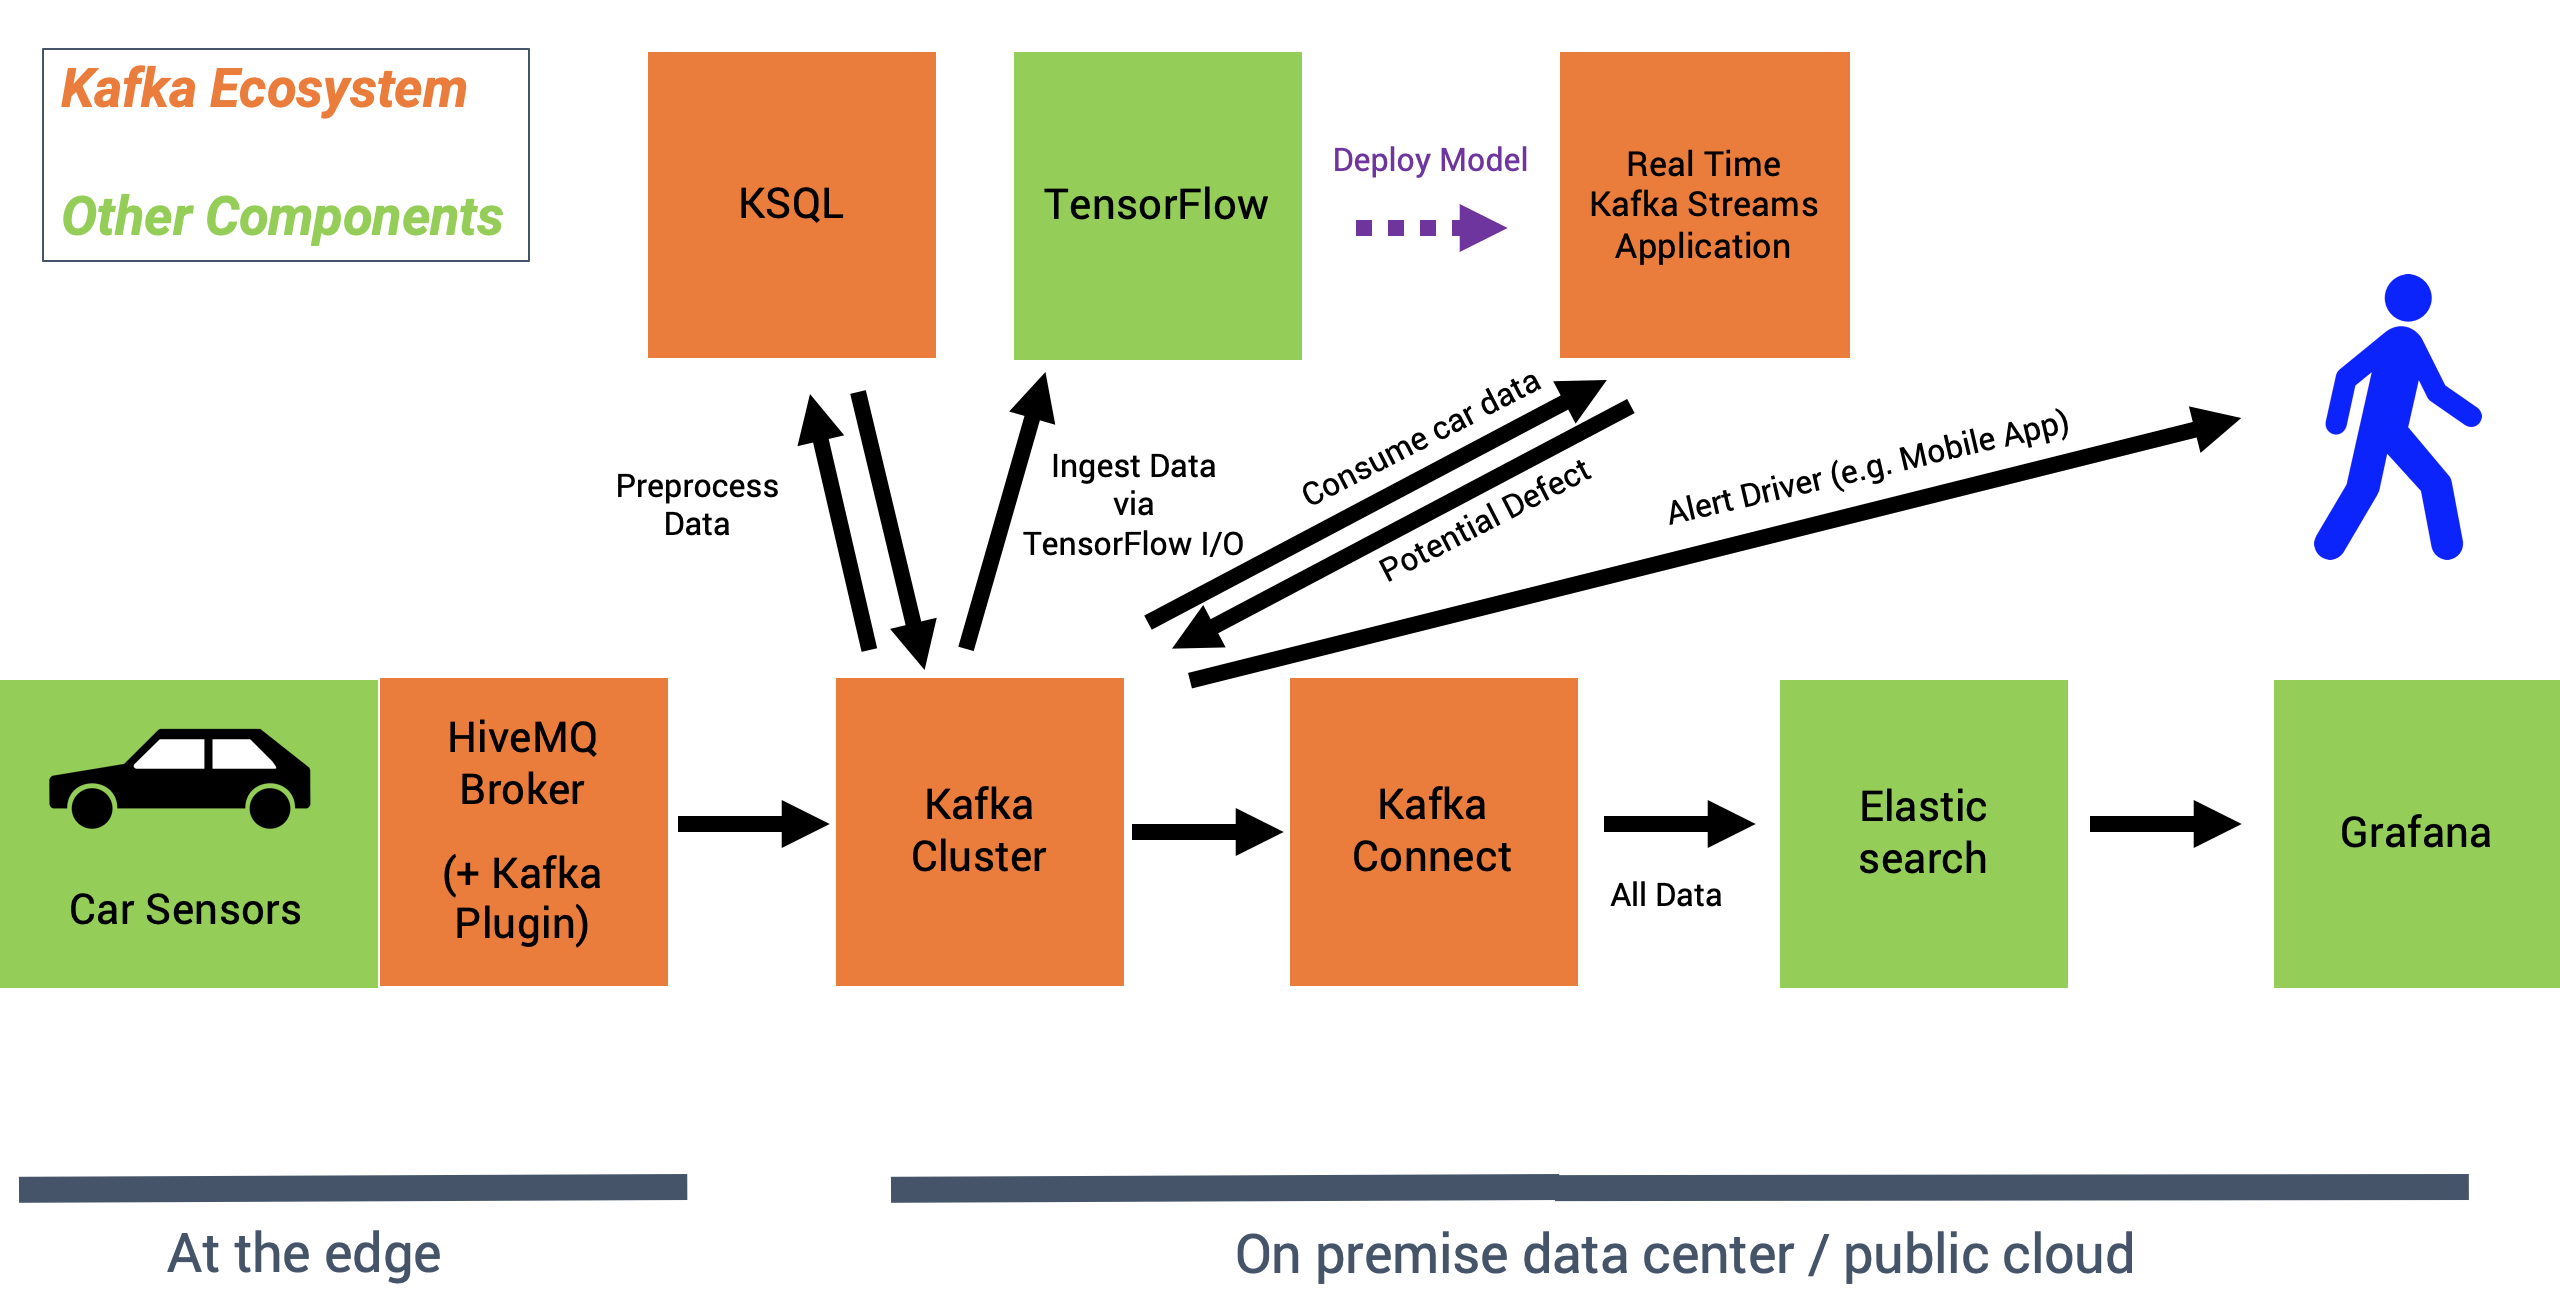 Kafka Ecosystem
Other Components
KSQL
TensorFlow
Deploy Model
Real Time
Kafka Streams
Application
Preprocess
Data
Ingest Data
via
TensorFlow I/O
Consume car data
Potential Defect
Alert Driver (e.g. Mobile App)
Car Sensors
HiveMQ
Broker
(+ Kafka
Plugin)
Kafka
Cluster
Kafka
Connect
All Data
Elastic
search
Grafana
At the edge
On premise data center / public cloud